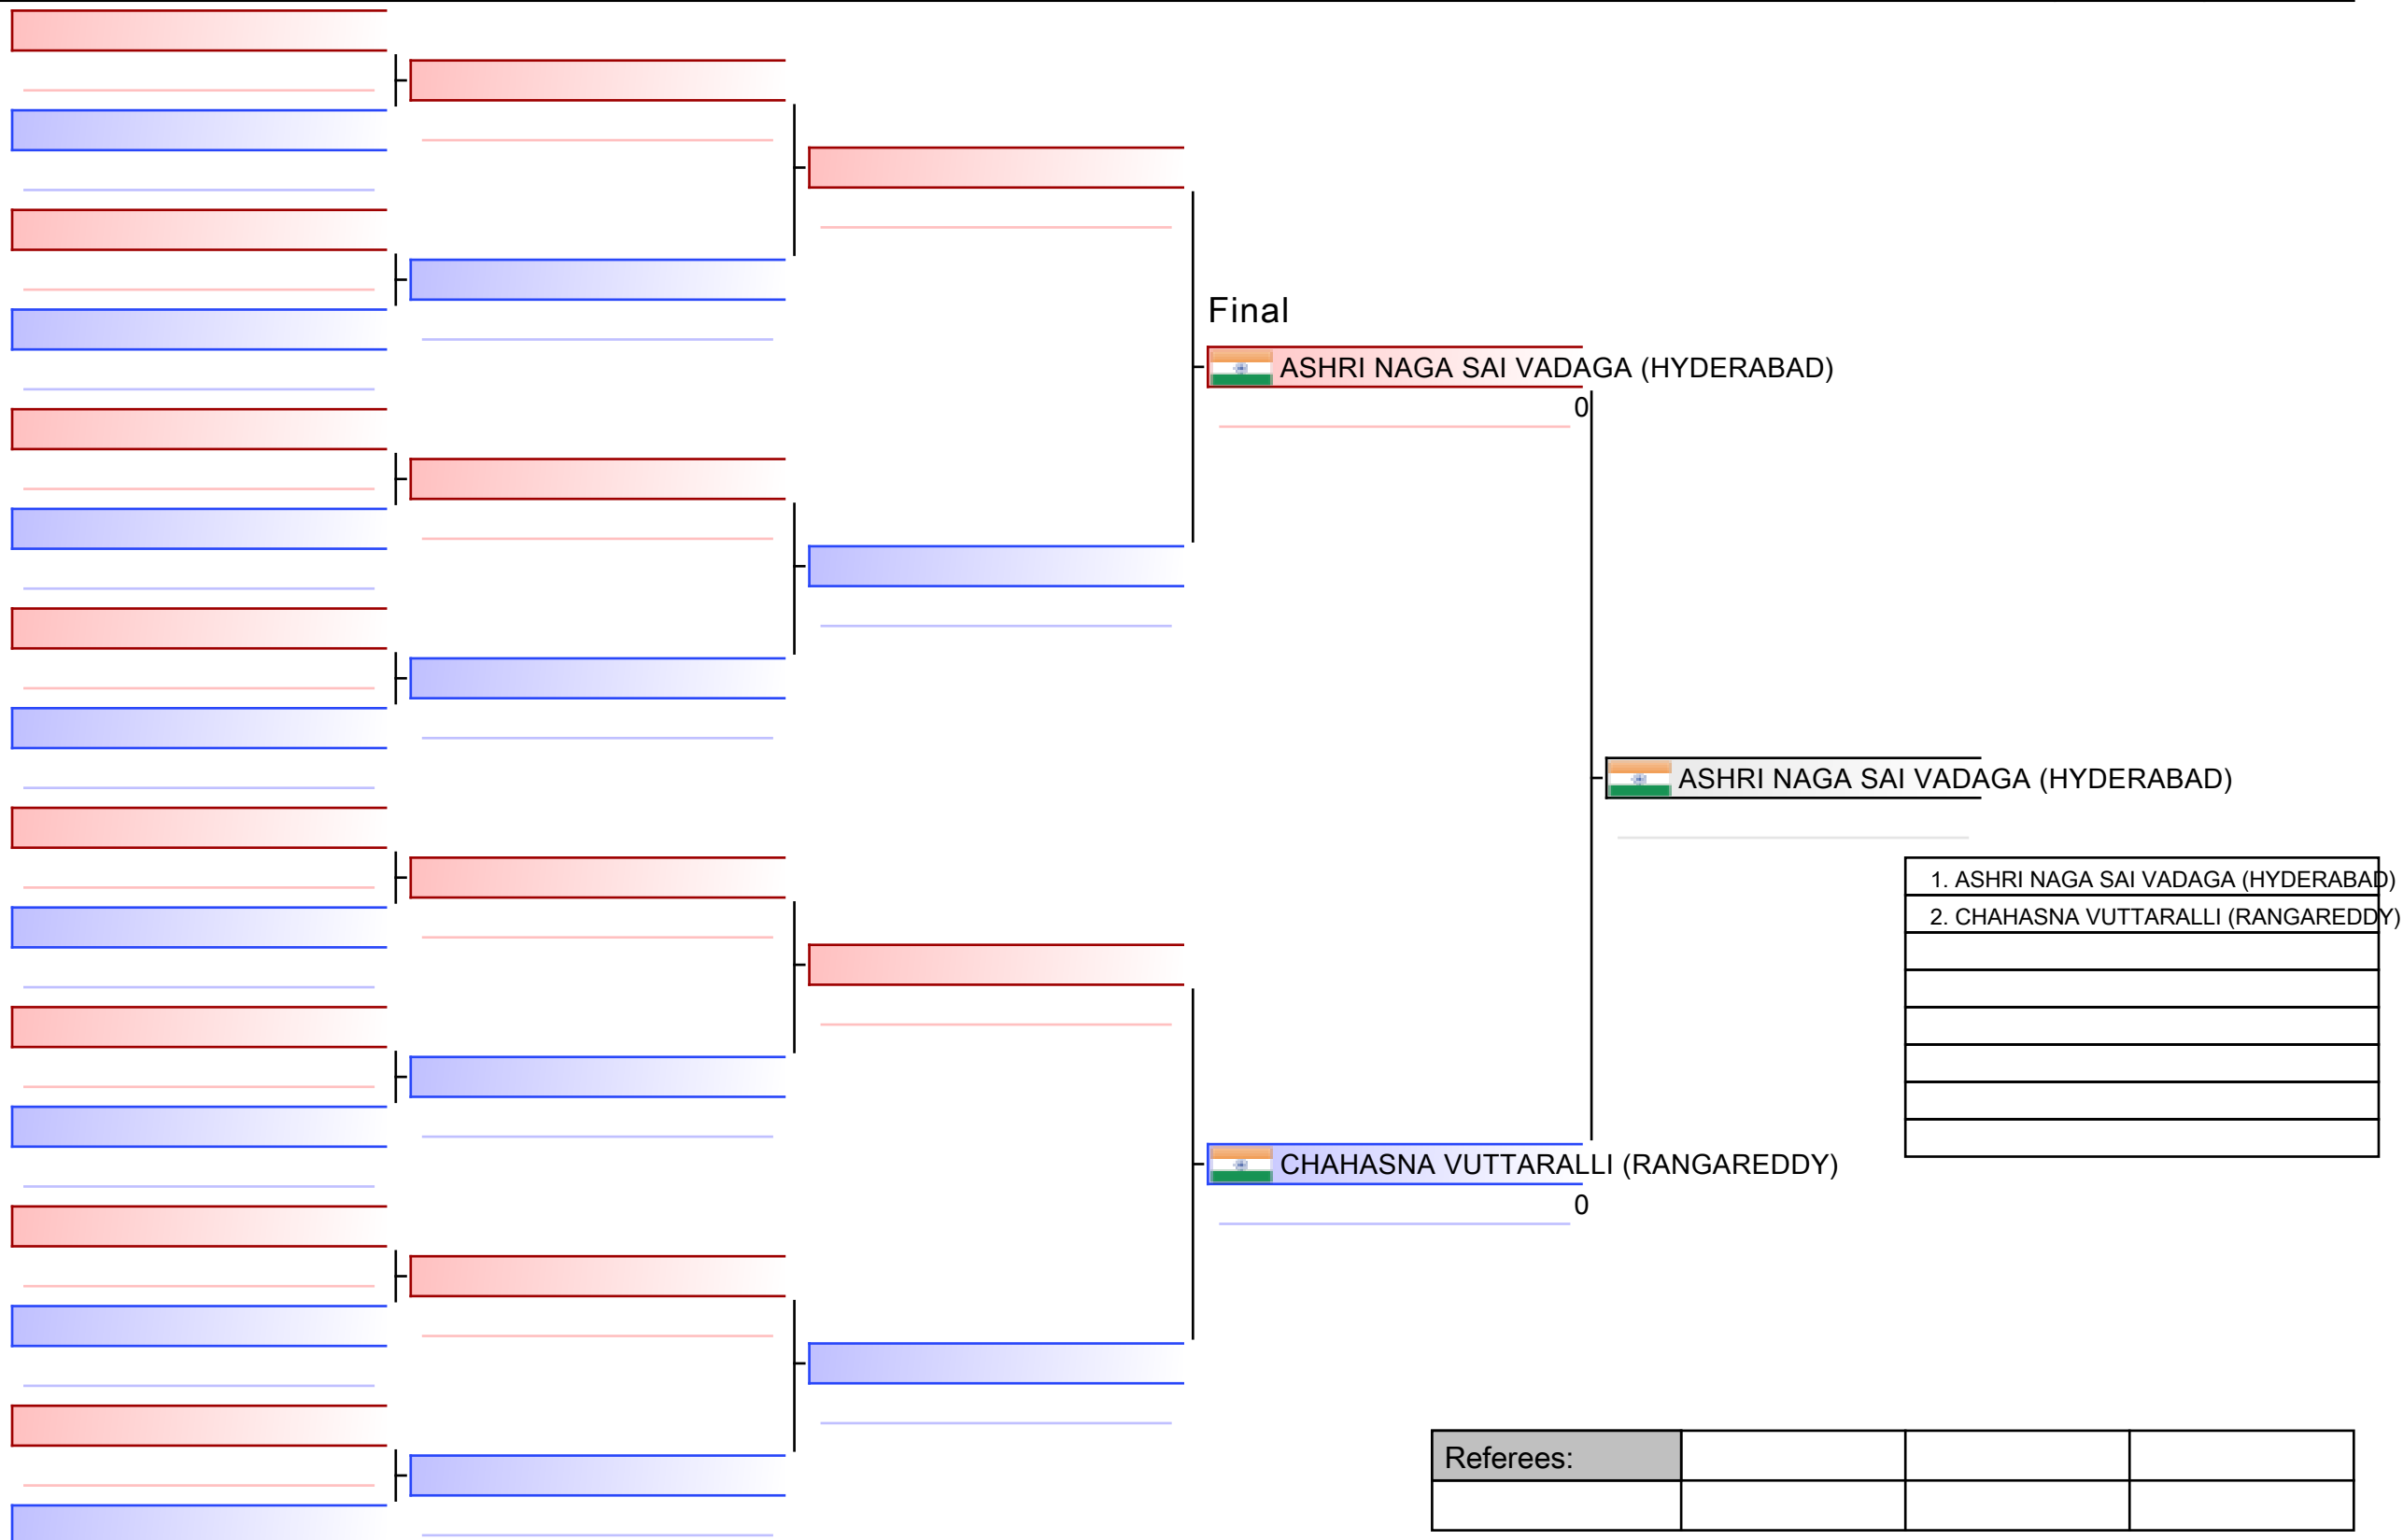 Final
ASHRI NAGA SAI VADAGA (HYDERABAD)
0
ASHRI NAGA SAI VADAGA (HYDERABAD)
1. ASHRI NAGA SAI VADAGA (HYDERABAD)
2. CHAHASNA VUTTARALLI (RANGAREDDY)
CHAHASNA VUTTARALLI (RANGAREDDY)
0
Referees: